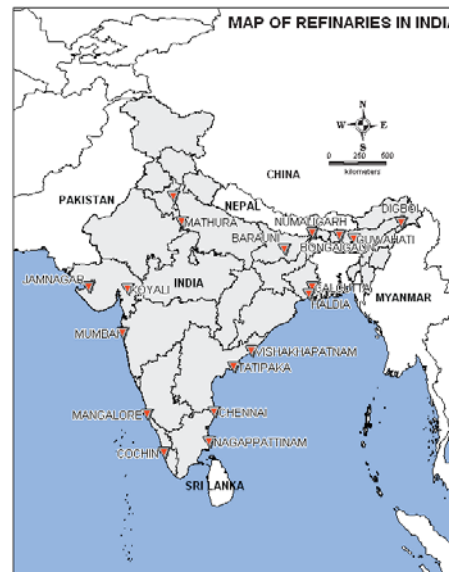 MAP OF REFINARIES IN INDIA
N
W E
S
0 250 500
kilometers
CHINA
PAKISTAN
NEPAL
DIGBOI
MATHURA
NUMALIGARH
BARAUNI
GUWAHATI
BONGAIGAON
JAMNAGAR
KOYALI
INDIA
CALCUTTA
HALDIA
MYANMAR
MUMBAI
VISHAKHAPATNAM
TATIPAKA
MANGALORE
CHENNAI
NAGAPPATTINAM
COCHIN
SRI LANKA